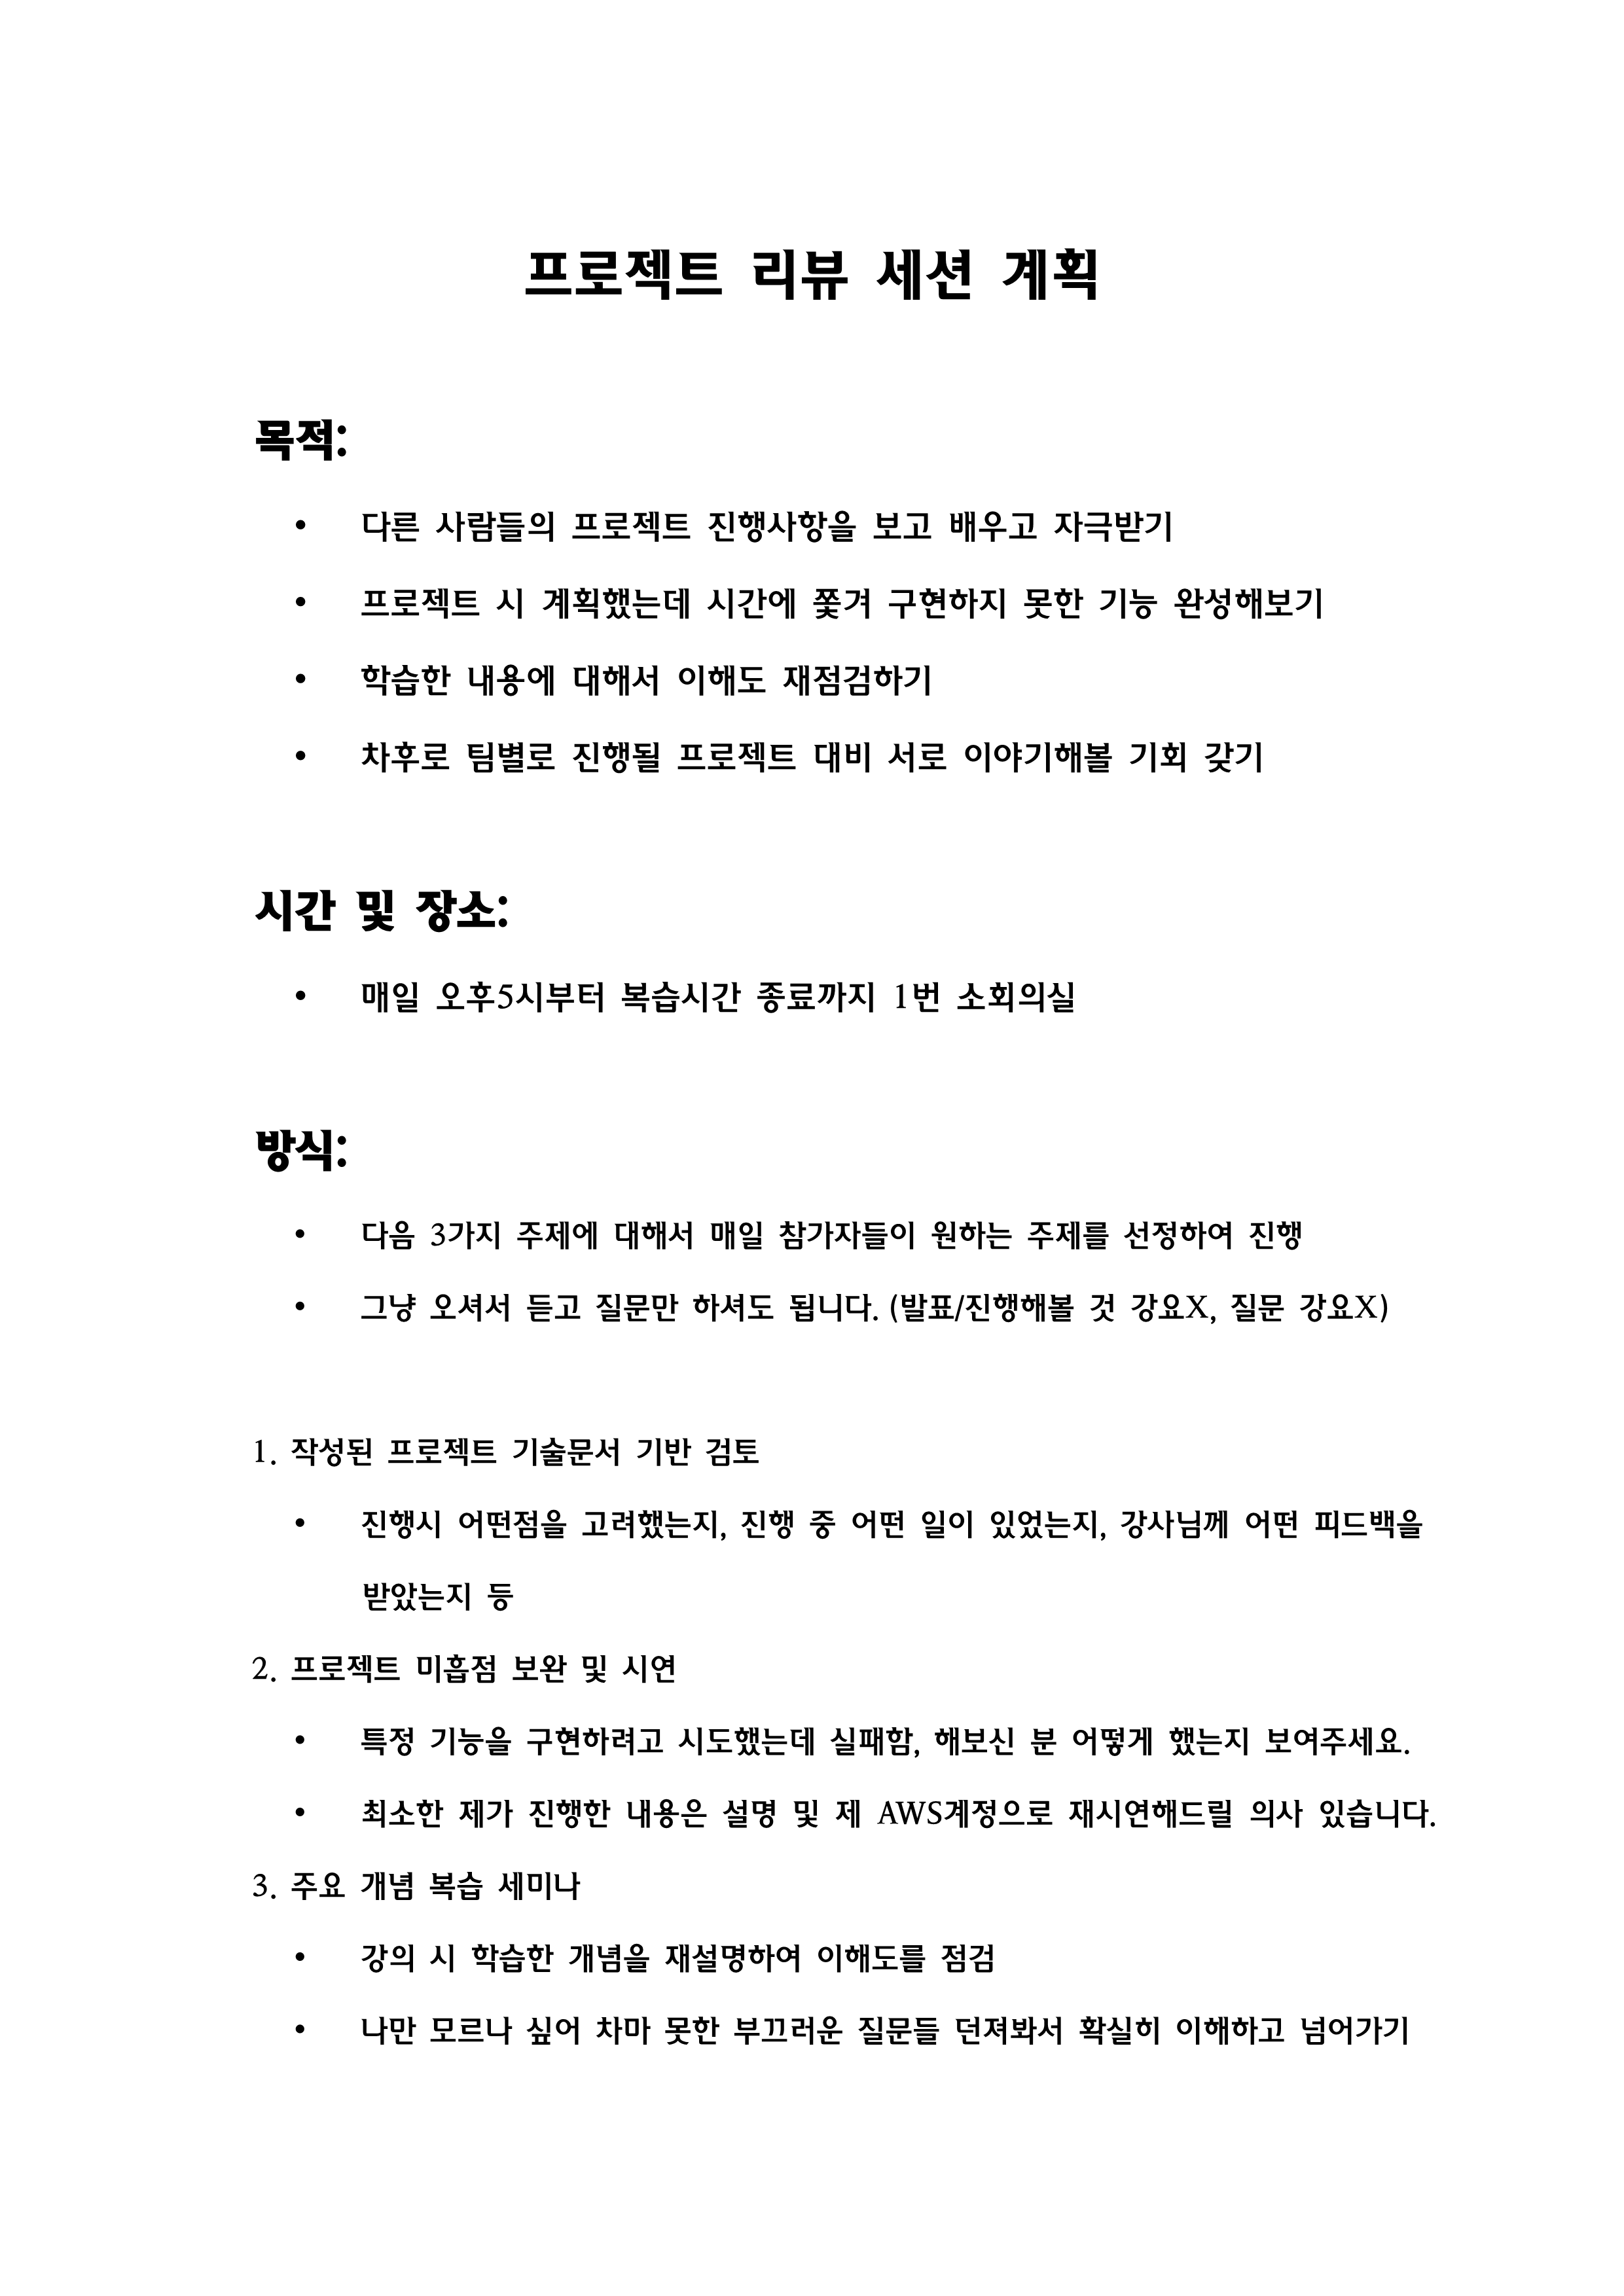 프로젝트 리뷰 세션 계획
목적:
• 다른 사람들의 프로젝트 진행사항을 보고 배우고 자극받기
• 프로젝트 시 계획했는데 시간에 쫓겨 구현하지 못한 기능 완성해보기
• 학습한 내용에 대해서 이해도 재점검하기
• 차후로 팀별로 진행될 프로젝트 대비 서로 이야기해볼 기회 갖기
시간 및 장소:
• 매일 오후5시부터 복습시간 종료까지 1번 소회의실
방식:
• 다음 3가지 주제에 대해서 매일 참가자들이 원하는 주제를 선정하여 진행
• 그냥 오셔서 듣고 질문만 하셔도 됩니다. (발표/진행해볼 것 강요X, 질문 강요X)
1. 작성된 프로젝트 기술문서 기반 검토
• 진행시 어떤점을 고려했는지, 진행 중 어떤 일이 있었는지, 강사님께 어떤 피드백을
받았는지 등
2. 프로젝트 미흡점 보완 및 시연
• 특정 기능을 구현하려고 시도했는데 실패함, 해보신 분 어떻게 했는지 보여주세요.
• 최소한 제가 진행한 내용은 설명 및 제 AWS계정으로 재시연해드릴 의사 있습니다.
3. 주요 개념 복습 세미나
• 강의 시 학습한 개념을 재설명하여 이해도를 점검
• 나만 모르나 싶어 차마 못한 부끄러운 질문들 던져봐서 확실히 이해하고 넘어가기